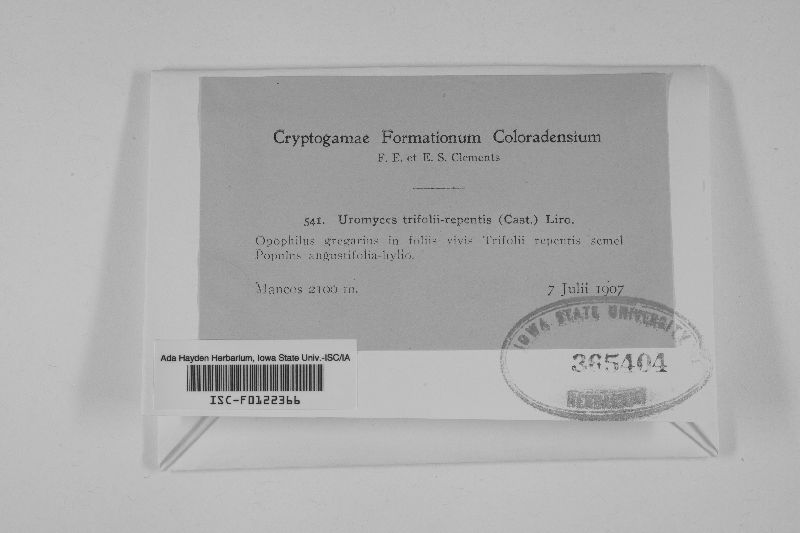 Cryptogamae Formationum Coloradensium
F. E. et E. S. Clements
541. Uromyces trifolii-repentis (Cast.) Liro.
Opophilus gregarius in foliis vivis Trifolii repentis semel
Populus angustifolia-hylio.
Mancos 2100 m. 7 Julii 1907
IOWA STATE UNIVERSITY
365404
HERBARIUM
Ada Hayden Herbarium, Iowa State Univ.-ISC/IA
ISC-F0122366